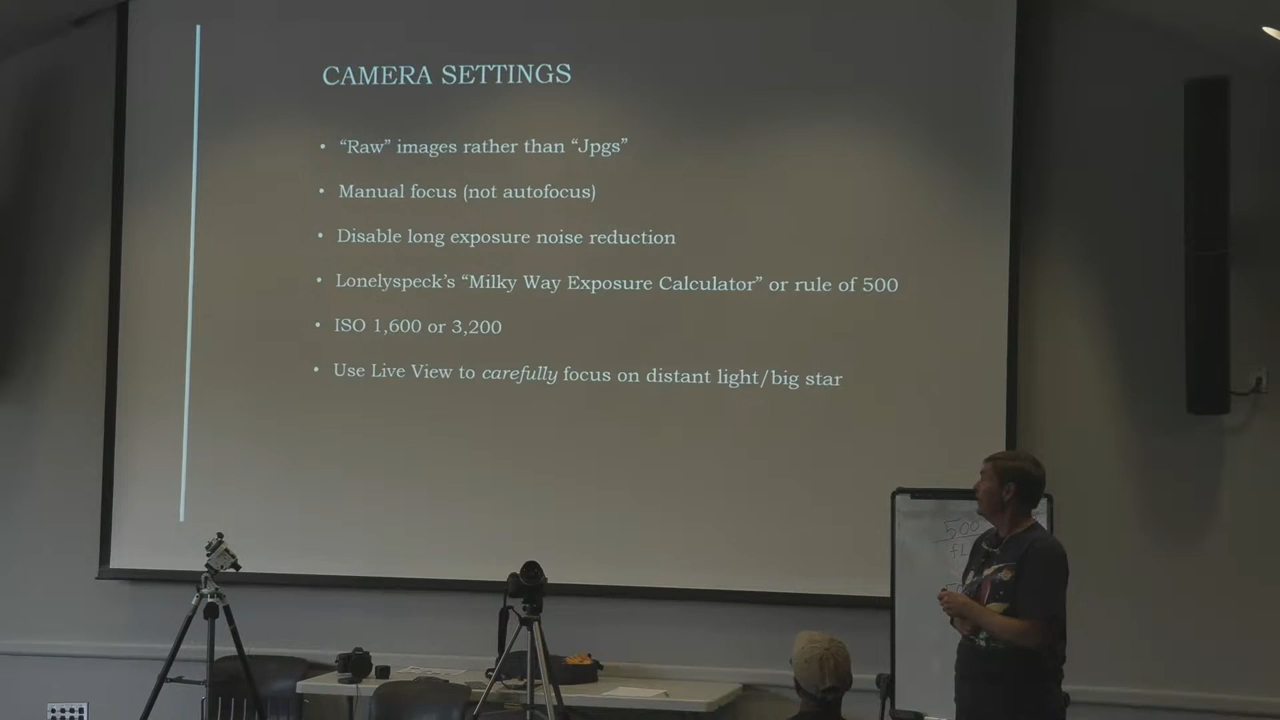 CAMERA SETTINGS
• “Raw” images rather than “Jpgs”
• Manual focus (not autofocus)
• Disable long exposure noise reduction
• Lonelyspeck’s “Milky Way Exposure Calculator” or rule of 500
• ISO 1,600 or 3,200
• Use Live View to carefully focus on distant light/big star
500
FL